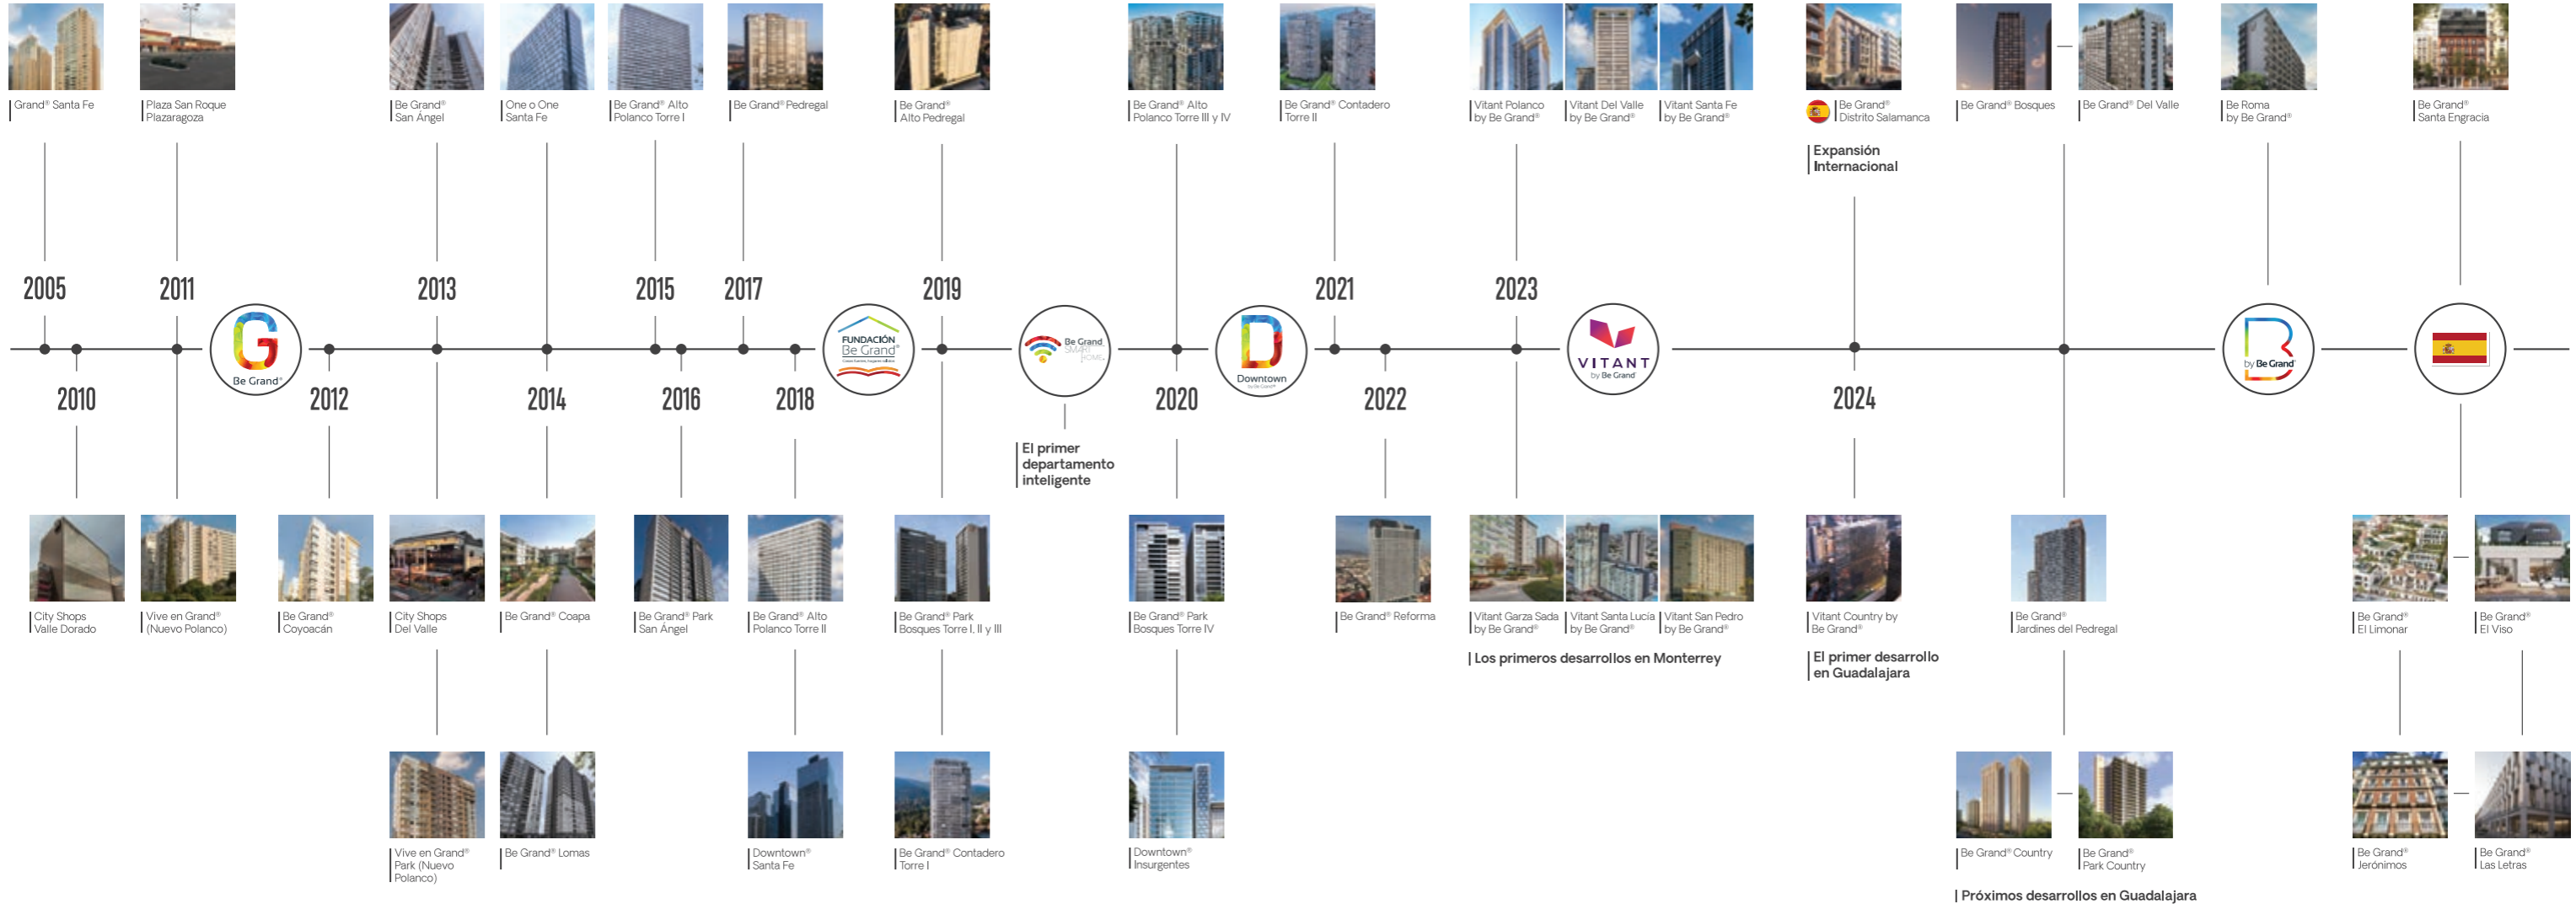 Grand® Santa Fe
Plaza San Roque
Plazaragoza
Be Grand®
San Ángel
One o One
Santa Fe
Be Grand® Alto
Polanco Torre I
Be Grand® Pedregal
Be Grand®
Alto Pedregal
Be Grand® Alto
Polanco Torre III y IV
Be Grand® Contadero
Torre II
Vitant Polanco
by Be Grand®
Vitant Del Valle
by Be Grand®
Vitant Santa Fe
by Be Grand®
Be Grand®
Distrito Salamanca
Expansión
Internacional
Be Grand® Bosques
Be Grand® Del Valle
Be Roma
by Be Grand®
Be Grand®
Santa Engracia
2005
2011
2013
2015
2017
2019
2021
2023
Be Grand®
FUNDACIÓN
Be Grand®
Be Grand
SMART
HOME
Downtown
by Be Grand®
VITANT
by Be Grand
by Be Grand
2010
2012
2014
2016
2018
2020
2022
2024
El primer
departamento
inteligente
City Shops
Valle Dorado
Vive en Grand®
(Nuevo Polanco)
Be Grand®
Coyoacán
City Shops
Del Valle
Be Grand® Coapa
Be Grand® Park
San Ángel
Be Grand® Alto
Polanco Torre II
Be Grand® Park
Bosques Torre I, II y III
Be Grand® Park
Bosques Torre IV
Be Grand® Reforma
Vitant Garza Sada
by Be Grand®
Vitant Santa Lucía
by Be Grand®
Vitant San Pedro
by Be Grand®
Los primeros desarrollos en Monterrey
Vitant Country by
Be Grand®
El primer desarrollo
en Guadalajara
Be Grand®
Jardines del Pedregal
Be Grand®
El Limonar
Be Grand®
El Viso
Vive en Grand®
Park (Nuevo
Polanco)
Be Grand® Lomas
Downtown®
Santa Fe
Be Grand® Contadero
Torre I
Downtown®
Insurgentes
Be Grand® Country
Be Grand®
Park Country
Próximos desarrollos en Guadalajara
Be Grand®
Jerónimos
Be Grand®
Las Letras